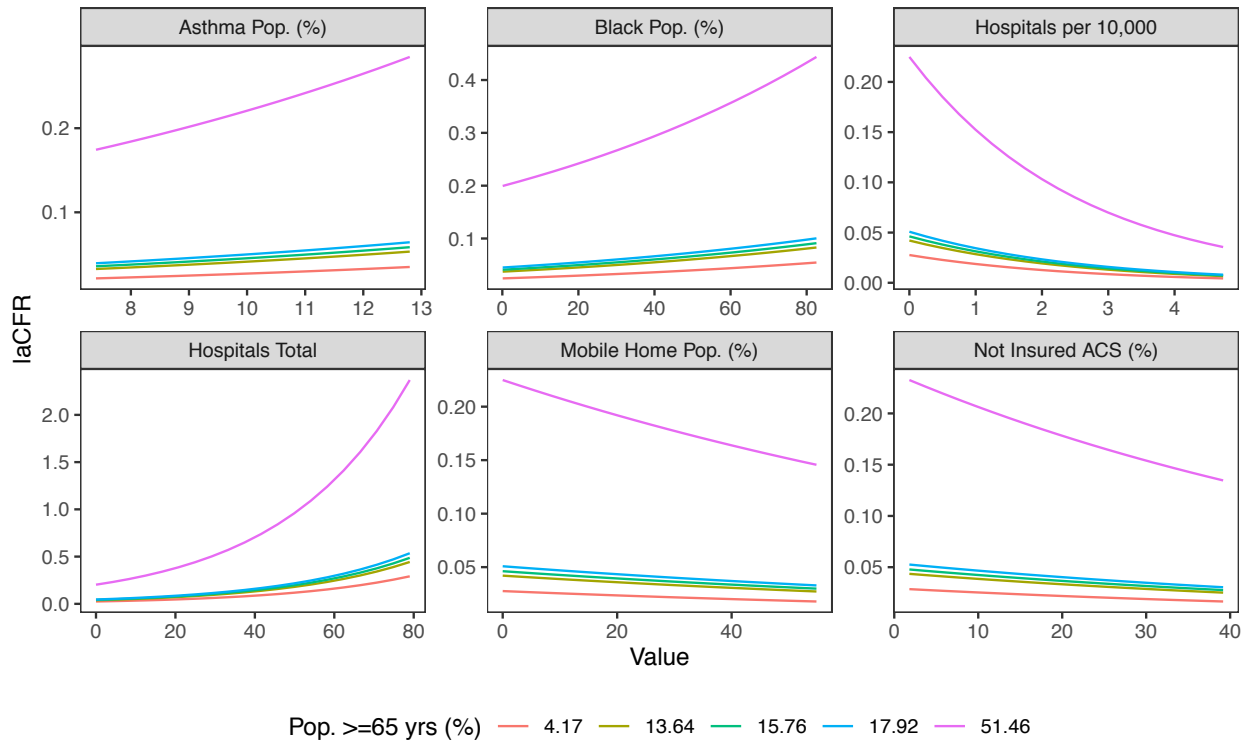 Asthma Pop. (%)
Black Pop. (%)
Hospitals per 10,000
0.2
0.1
7 8 9 10 11 12 13
0.4
0.3
0.2
0.1
0 20 40 60 80
0.20
0.15
0.10
0.05
0.00
0 1 2 3 4
laCFR
Hospitals Total
Mobile Home Pop. (%)
Not Insured ACS (%)
2.0
1.5
1.0
0.5
0.0
0 20 40 60 80
0.20
0.15
0.10
0.05
0 20 40
0.20
0.15
0.10
0.05
0 10 20 30 40
Value
Pop. >=65 yrs (%) 4.17 13.64 15.76 17.92 51.46